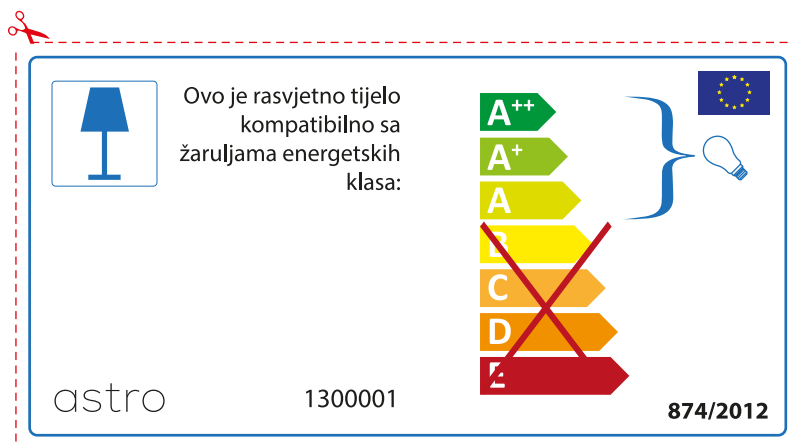 Ovo je rasvjetno tijelo
kompatibilno sa
žaruljama energetskih
klasa:
A++
A+
A
B
C
D
E
astro
1300001
874/2012